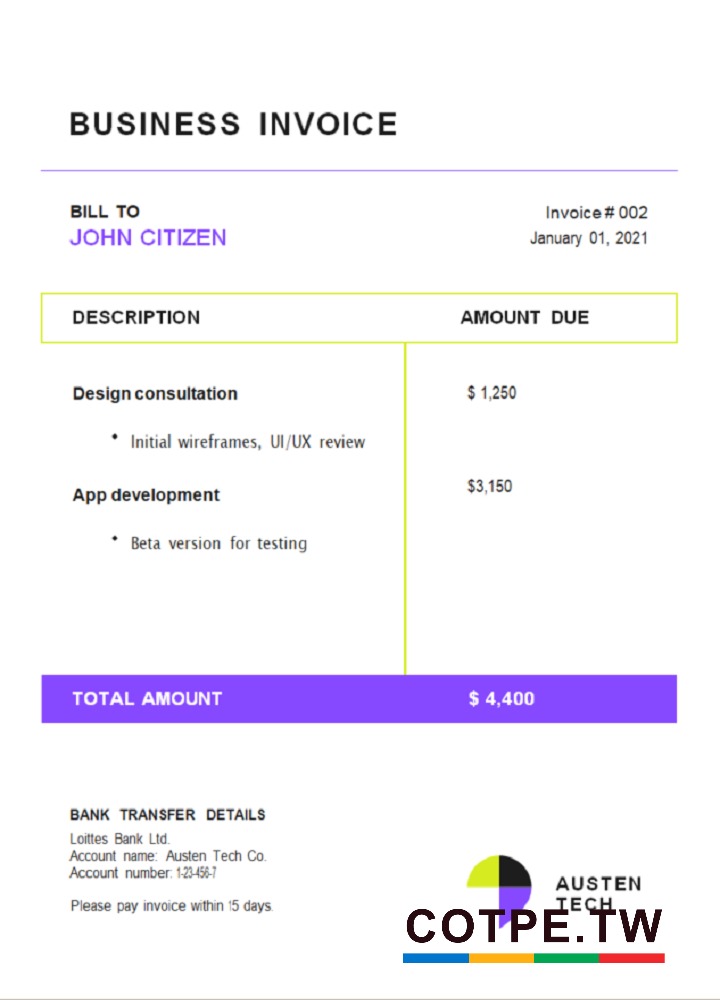 BUSINESS INVOICE
BILL TO
JOHN CITIZEN
Invoice# 002
January 01, 2021
DESCRIPTION AMOUNT DUE
Design consultation $ 1,250
• Initial wireframes, UI/UX review
App development $3,150
• Beta version for testing
TOTAL AMOUNT $ 4,400
BANK TRANSFER DETAILS
Loittes Bank Ltd.
Account name: Austen Tech Co.
Account number: 1-23-456-7
Please pay invoice within 15 days.
AUSTEN
TECH
COTPE.TW